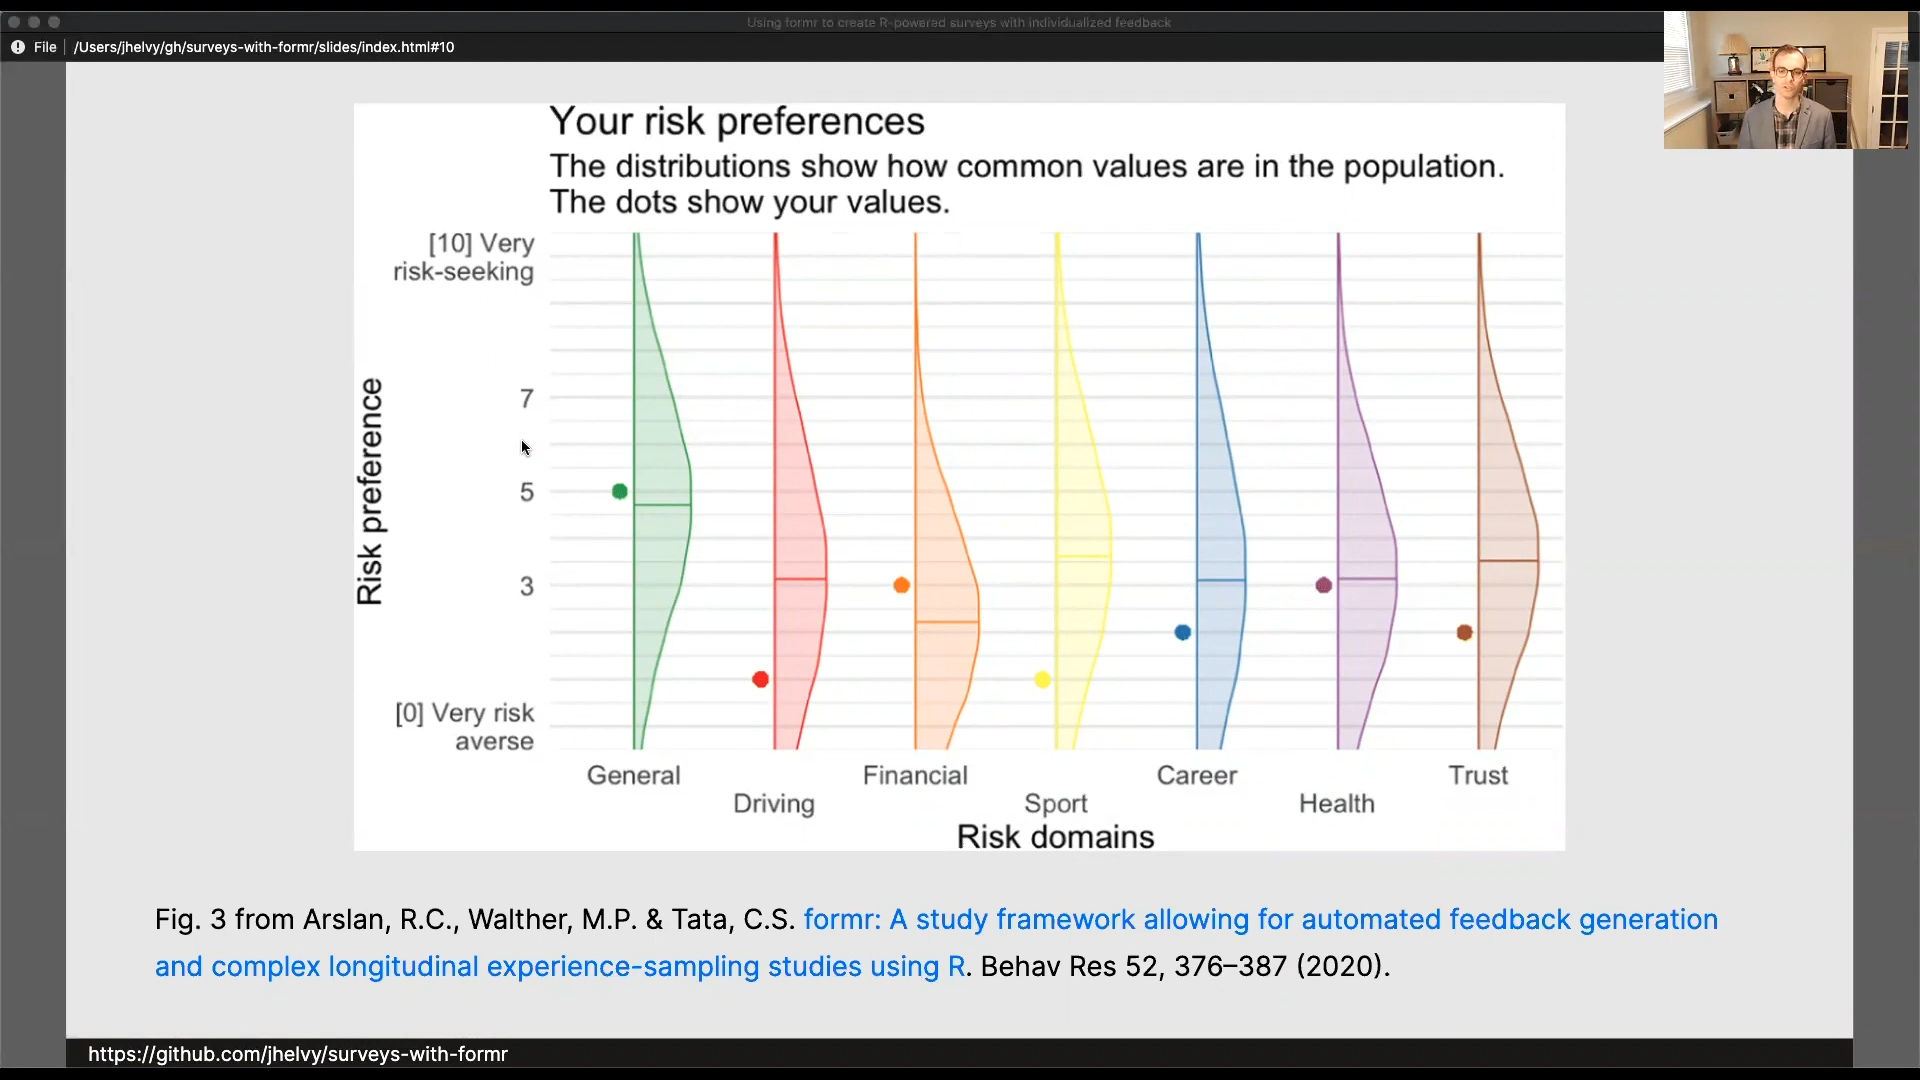 Using formr to create R-powered surveys with individualized feedback
File /Users/jhelvy/gh/surveys-with-formr/slides/index.html#10
Your risk preferences
The distributions show how common values are in the population.
The dots show your values.
[10] Very
risk-seeking
7
5
3
[0] Very risk
averse
Risk preference
General
Driving
Financial
Sport
Career
Health
Trust
Risk domains
Fig. 3 from Arslan, R.C., Walther, M.P. & Tata, C.S. formr: A study framework allowing for automated feedback generation
and complex longitudinal experience-sampling studies using R. Behav Res 52, 376–387 (2020).
https://github.com/jhelvy/surveys-with-formr